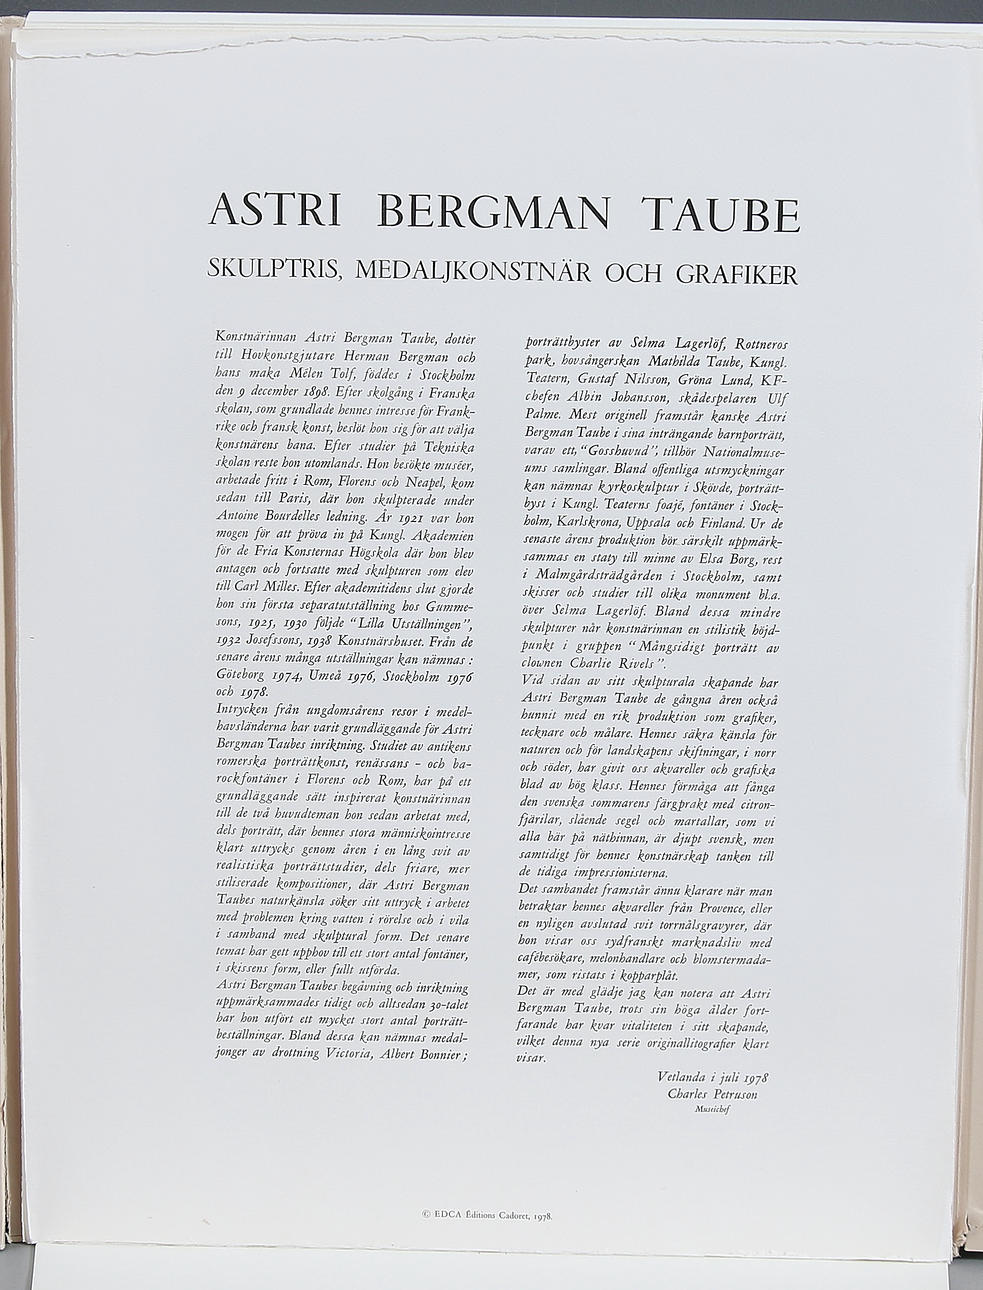 ASTRI BERGMAN TAUBE
SKULPTRIS, MEDALJKONSTNÄR OCH GRAFIKER
Konstnärinnan Astri Bergman Taube, dotter
till Hovkonstgjutare Herman Bergman och
hans maka Mélen Tolf, föddes i Stockholm
den 9 december 1898. Efter skolgång i Franska
skolan, som grundlade hennes intresse för Frank-
rike och fransk konst, beslöt hon sig för att välja
konstnärens bana. Efter studier på Tekniska
skolan reste hon utomlands. Hon besökte muséer,
arbetade fritt i Rom, Florens och Neapel, kom
sedan till Paris, där hon skulpterade under
Antoine Bourdelles ledning. År 1921 var hon
mogen för att pröva in på Kungl. Akademien
för de Fria Konsternas Högskola där hon blev
antagen och fortsatte med skulpturen som elev
till Carl Milles. Efter akademitidens slut gjorde
hon sin första separatutställning hos Gumme-
sons, 1925, 1930 följde "Lilla Utställningen",
1932 Josefssons, 1938 Konstnärshuset. Från de
senare årens många utställningar kan nämnas :
Göteborg 1974, Umeå 1976, Stockholm 1976
och 1978.
Intrycken från ungdomsårens resor i medel-
havsländerna har varit grundläggande för Astri
Bergman Taubes inriktning. Studiet av antikens
romerska porträttkonst, renässans - och ba-
rockfontäner i Florens och Rom, har på ett
grundläggande sätt inspirerat konstnärinnan
till de två huvudteman hon sedan arbetat med,
dels porträtt, där hennes stora människointresse
klart uttrycks genom åren i en lång svit av
realistiska porträttstudier, dels friare, mer
stiliserade kompositioner, där Astri Bergman
Taubes naturkänsla söker sitt uttryck i arbetet
med problemen kring vatten i rörelse och i vila
i samband med skulptural form. Det senare
temat har gett upphov till ett stort antal fontäner,
i skissens form, eller fullt utförda.
Astri Bergman Taubes begåvning och inriktning
uppmärksammades tidigt och alltsedan 30-talet
har hon utfört ett mycket stort antal porträtt-
beställningar. Bland dessa kan nämnas medal-
jonger av drottning Victoria, Albert Bonnier ;
porträttbyster av Selma Lagerlöf, Rottneros
park, hovsångerskan Mathilda Taube, Kungl.
Teatern, Gustaf Nilsson, Gröna Lund, KF-
chefen Albin Johansson, skådespelaren Ulf
Palme. Mest originell framstår kanske Astri
Bergman Taube i sina inträngande barnporträtt,
varav ett, "Gosshuvud", tillhör Nationalmuse-
ums samlingar. Bland offentliga utsmyckningar
kan nämnas kyrkoskulptur i Skövde, porträtt-
byst i Kungl. Teaterns foajé, fontäner i Stock-
holm, Karlskrona, Uppsala och Finland. Ur de
senaste årens produktion bör särskilt uppmärk-
sammas en staty till minne av Elsa Borg, rest
i Malmgårdsträdgården i Stockholm, samt
skisser och studier till olika monument bl.a.
över Selma Lagerlöf. Bland dessa mindre
skulpturer når konstnärinnan en stilistik höjd-
punkt i gruppen "Mångsidigt porträtt av
clownen Charlie Rivels".
Vid sidan av sitt skulpturala skapande har
Astri Bergman Taube de gångna åren också
hunnit med en rik produktion som grafiker,
tecknare och målare. Hennes säkra känsla för
naturen och för landskapens skiftningar, i norr
och söder, har givit oss akvareller och grafiska
blad av hög klass. Hennes förmåga att fånga
den svenska sommarens färgprakt med citron-
fjärilar, slående segel och martallar, som vi
alla bär på näthinnan, är djupt svensk, men
samtidigt för hennes konstnärskap tanken till
de tidiga impressionisterna.
Det sambandet framstår ännu klarare när man
betraktar hennes akvareller från Provence, eller
en nyligen avslutad svit torrnålsgravyrer, där
hon visar oss sydfranskt marknadsliv med
cafébesökare, melonhandlare och blomstermada-
mer, som ristats i kopparplåt.
Det är med glädje jag kan notera att Astri
Bergman Taube, trots sin höga ålder fort-
farande har kvar vitaliteten i sitt skapande,
vilket denna nya serie originallitografier klart
visar.
Vetlanda i juli 1978
Charles Petruson
Museichef
© EDCA Éditions Cadoret, 1978.